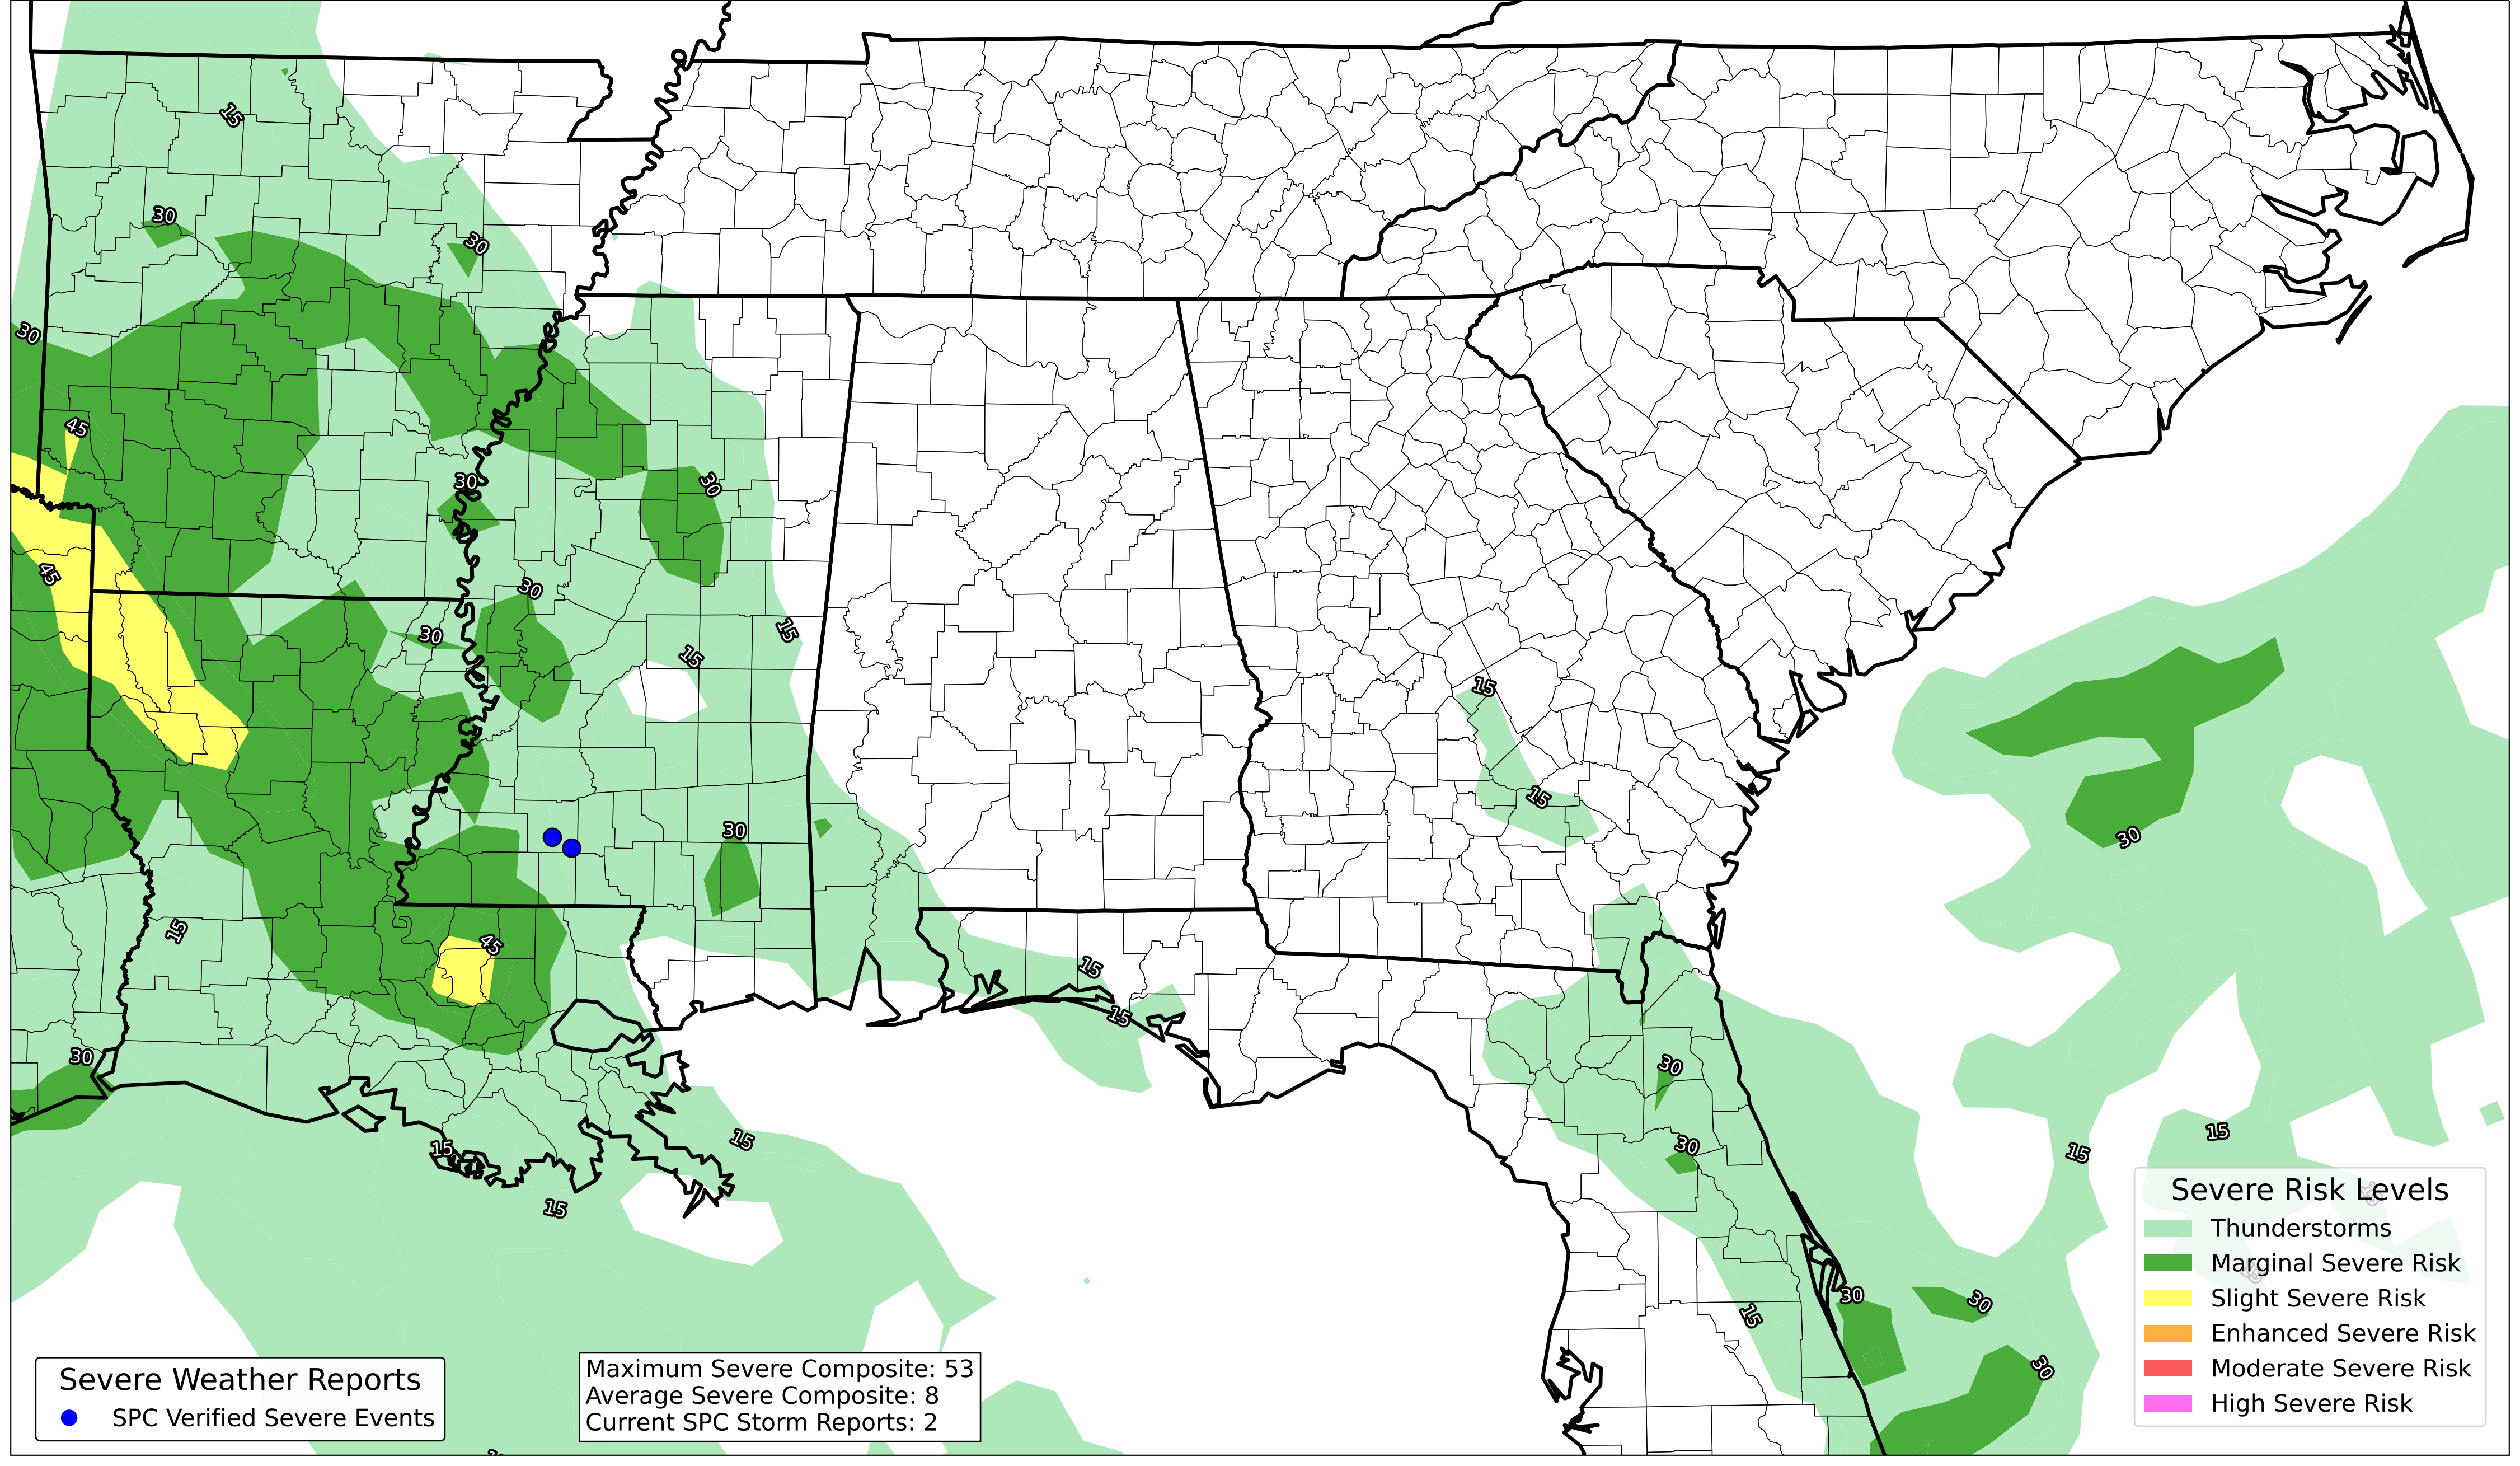 15
30
30
30
45
30
30
45
30
30
15
15
15
15
30
30
30
45
15
15
15
30
30
15
30
15
15
15
15
15
30
15
30
30
Severe Risk Levels
Thunderstorms
Marginal Severe Risk
Slight Severe Risk
Enhanced Severe Risk
Moderate Severe Risk
High Severe Risk
Severe Weather Reports
SPC Verified Severe Events
Maximum Severe Composite: 53
Average Severe Composite: 8
Current SPC Storm Reports: 2